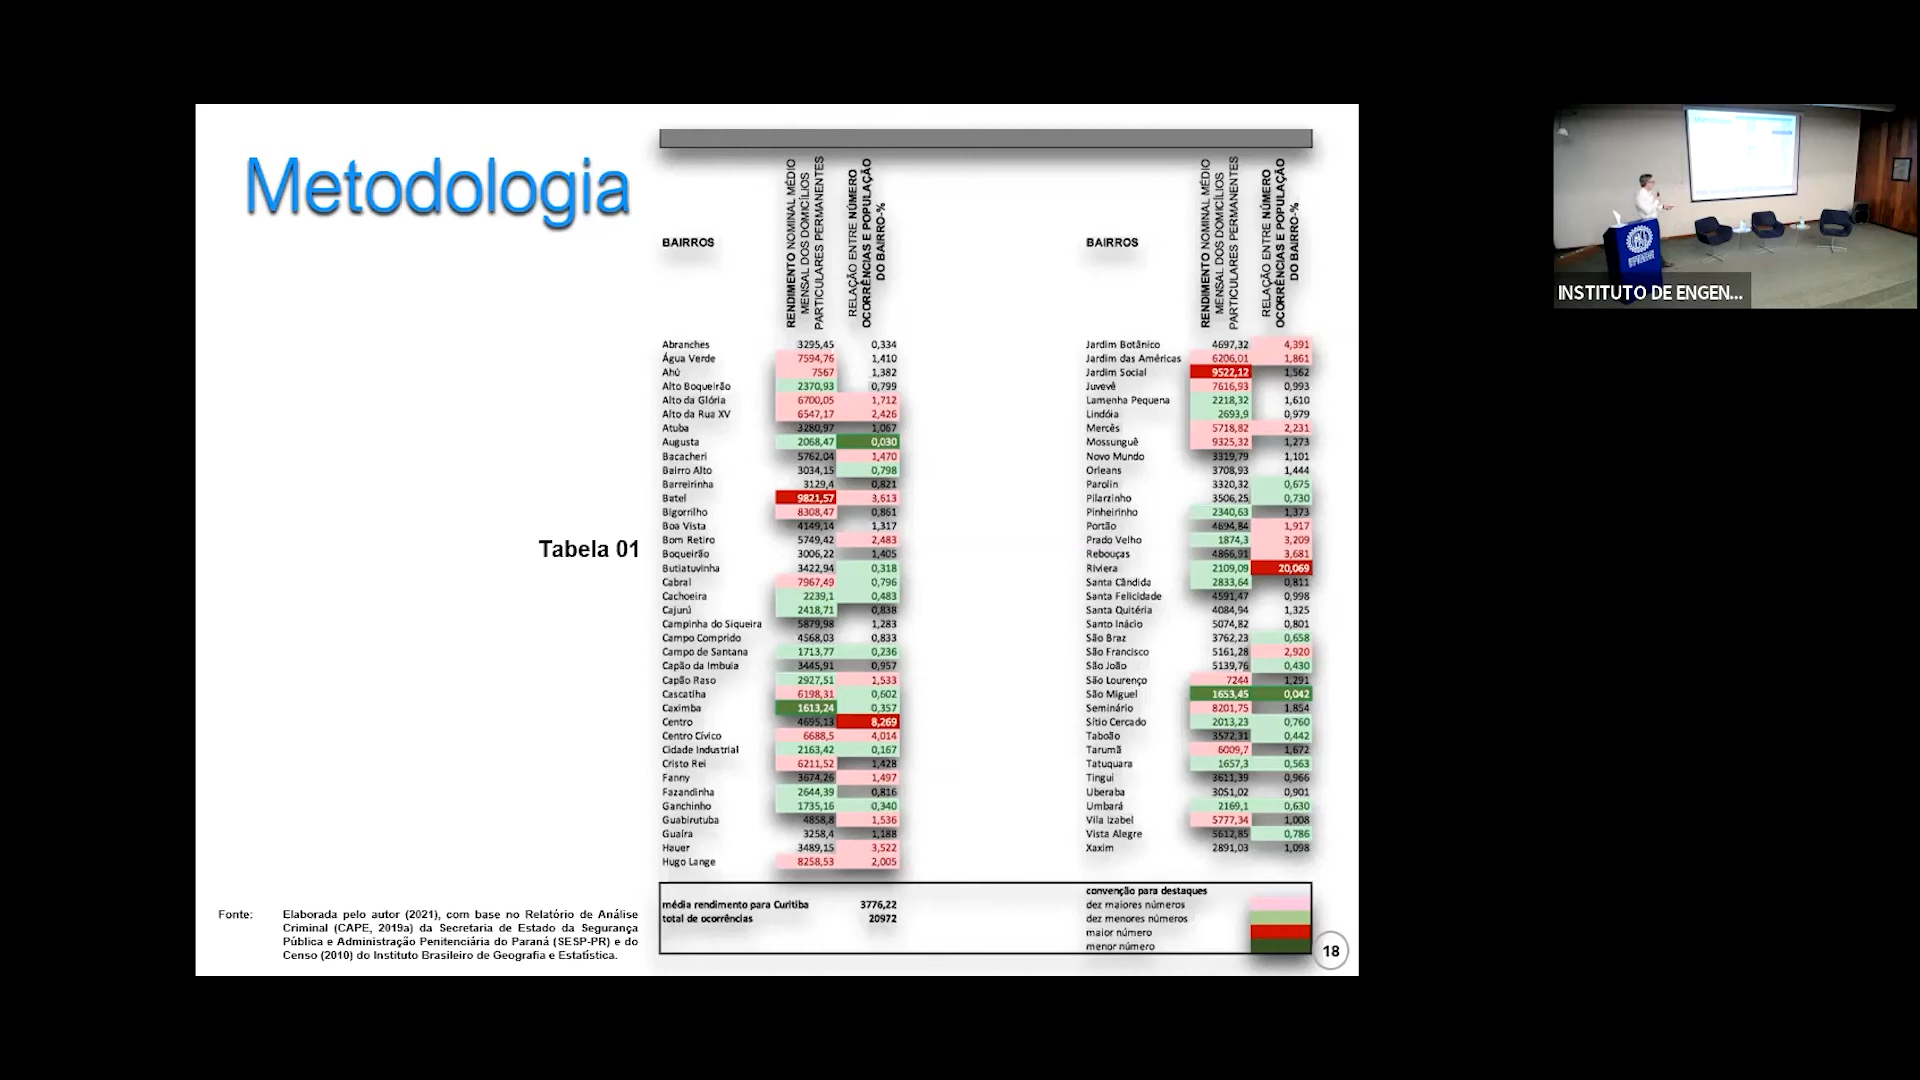 Metodologia
Tabela 01
BAIRROS
RENDIMENTO NOMINAL MÉDIO
MENSAL DOS DOMICÍLIOS
PARTICULARES PERMANENTES
RELAÇÃO ENTRE NÚMERO
OCORRÊNCIAS E POPULAÇÃO
DO BAIRRO-%
Abranches 3295,45 0,334
Água Verde 7594,76 1,410
Ahú 7567 1,382
Alto Boqueirão 2370,93 0,799
Alto da Glória 6700,05 1,712
Alto da Rua XV 6547,17 2,426
Atuba 3280,97 1,067
Augusta 2068,47 0,030
Bacacheri 5762,04 1,470
Bairro Alto 3034,15 0,798
Barreirinha 3129,4 0,821
Batel 9821,57 3,613
Bigorrilho 8308,47 0,861
Boa Vista 4149,14 1,317
Bom Retiro 5749,42 2,483
Boqueirão 3006,22 1,405
Butiatuvinha 3422,94 0,318
Cabral 7967,49 0,796
Cachoeira 2239,1 0,483
Cajurú 2418,71 0,838
Campinha do Siqueira 5879,98 1,283
Campo Comprido 4568,03 0,833
Campo de Santana 1713,77 0,236
Capão da Imbuia 3445,91 0,957
Capão Raso 2927,51 1,533
Cascatiha 6198,31 0,602
Caximba 1613,24 0,357
Centro 4695,13 8,269
Centro Cívico 6688,5 4,014
Cidade Industrial 2163,42 0,167
Cristo Rei 6211,52 1,428
Fanny 3674,26 1,497
Fazandinha 2644,39 0,816
Ganchinho 1735,16 0,340
Guabirutuba 4858,8 1,536
Guaíra 3258,4 1,188
Hauer 3489,15 3,522
Hugo Lange 8258,53 2,005
BAIRROS
RENDIMENTO NOMINAL MÉDIO
MENSAL DOS DOMICÍLIOS
PARTICULARES PERMANENTES
RELAÇÃO ENTRE NÚMERO
OCORRÊNCIAS E POPULAÇÃO
DO BAIRRO-%
Jardim Botânico 4697,32 4,391
Jardim das Américas 6206,01 1,861
Jardim Social 9522,12 1,562
Juvevê 7616,93 0,993
Lamenha Pequena 2218,32 1,610
Lindóia 2693,9 0,979
Mercês 5718,82 2,231
Mossunguê 9325,32 1,273
Novo Mundo 3319,79 1,101
Orleans 3708,93 1,444
Parolin 3320,32 0,675
Pilarzinho 3506,25 0,730
Pinheirinho 2340,63 1,373
Portão 4694,84 1,917
Prado Velho 1874,3 3,209
Rebouças 4866,91 3,681
Riviera 2109,09 20,069
Santa Cândida 2833,64 0,811
Santa Felicidade 4591,47 0,998
Santa Quitéria 4084,94 1,325
Santo Inácio 5074,82 0,801
São Braz 3762,23 0,658
São Francisco 5161,28 2,920
São João 5139,76 0,430
São Lourenço 7244 1,291
São Miguel 1653,45 0,042
Seminário 8201,75 1.854
Sítio Cercado 2013,23 0,760
Taboão 3572,31 0,442
Tarumã 6009,7 1,672
Tatuquara 1657,3 0,563
Tingui 3611,39 0,966
Uberaba 3051,02 0,901
Umbará 2169,1 0,630
Vila Izabel 5777,34 1,008
Vista Alegre 5612,85 0,786
Xaxim 2891,03 1,098
média rendimento para Curitiba 3776,22
total de ocorrências 20972
convenção para destaques
dez maiores números
dez menores números
maior número
menor número
Fonte: Elaborada pelo autor (2021), com base no Relatório de Análise
Criminal (CAPE, 2019a) da Secretaria de Estado da Segurança
Pública e Administração Penitenciária do Paraná (SESP-PR) e do
Censo (2010) do Instituto Brasileiro de Geografia e Estatística.
18
INSTITUTO DE ENGEN...